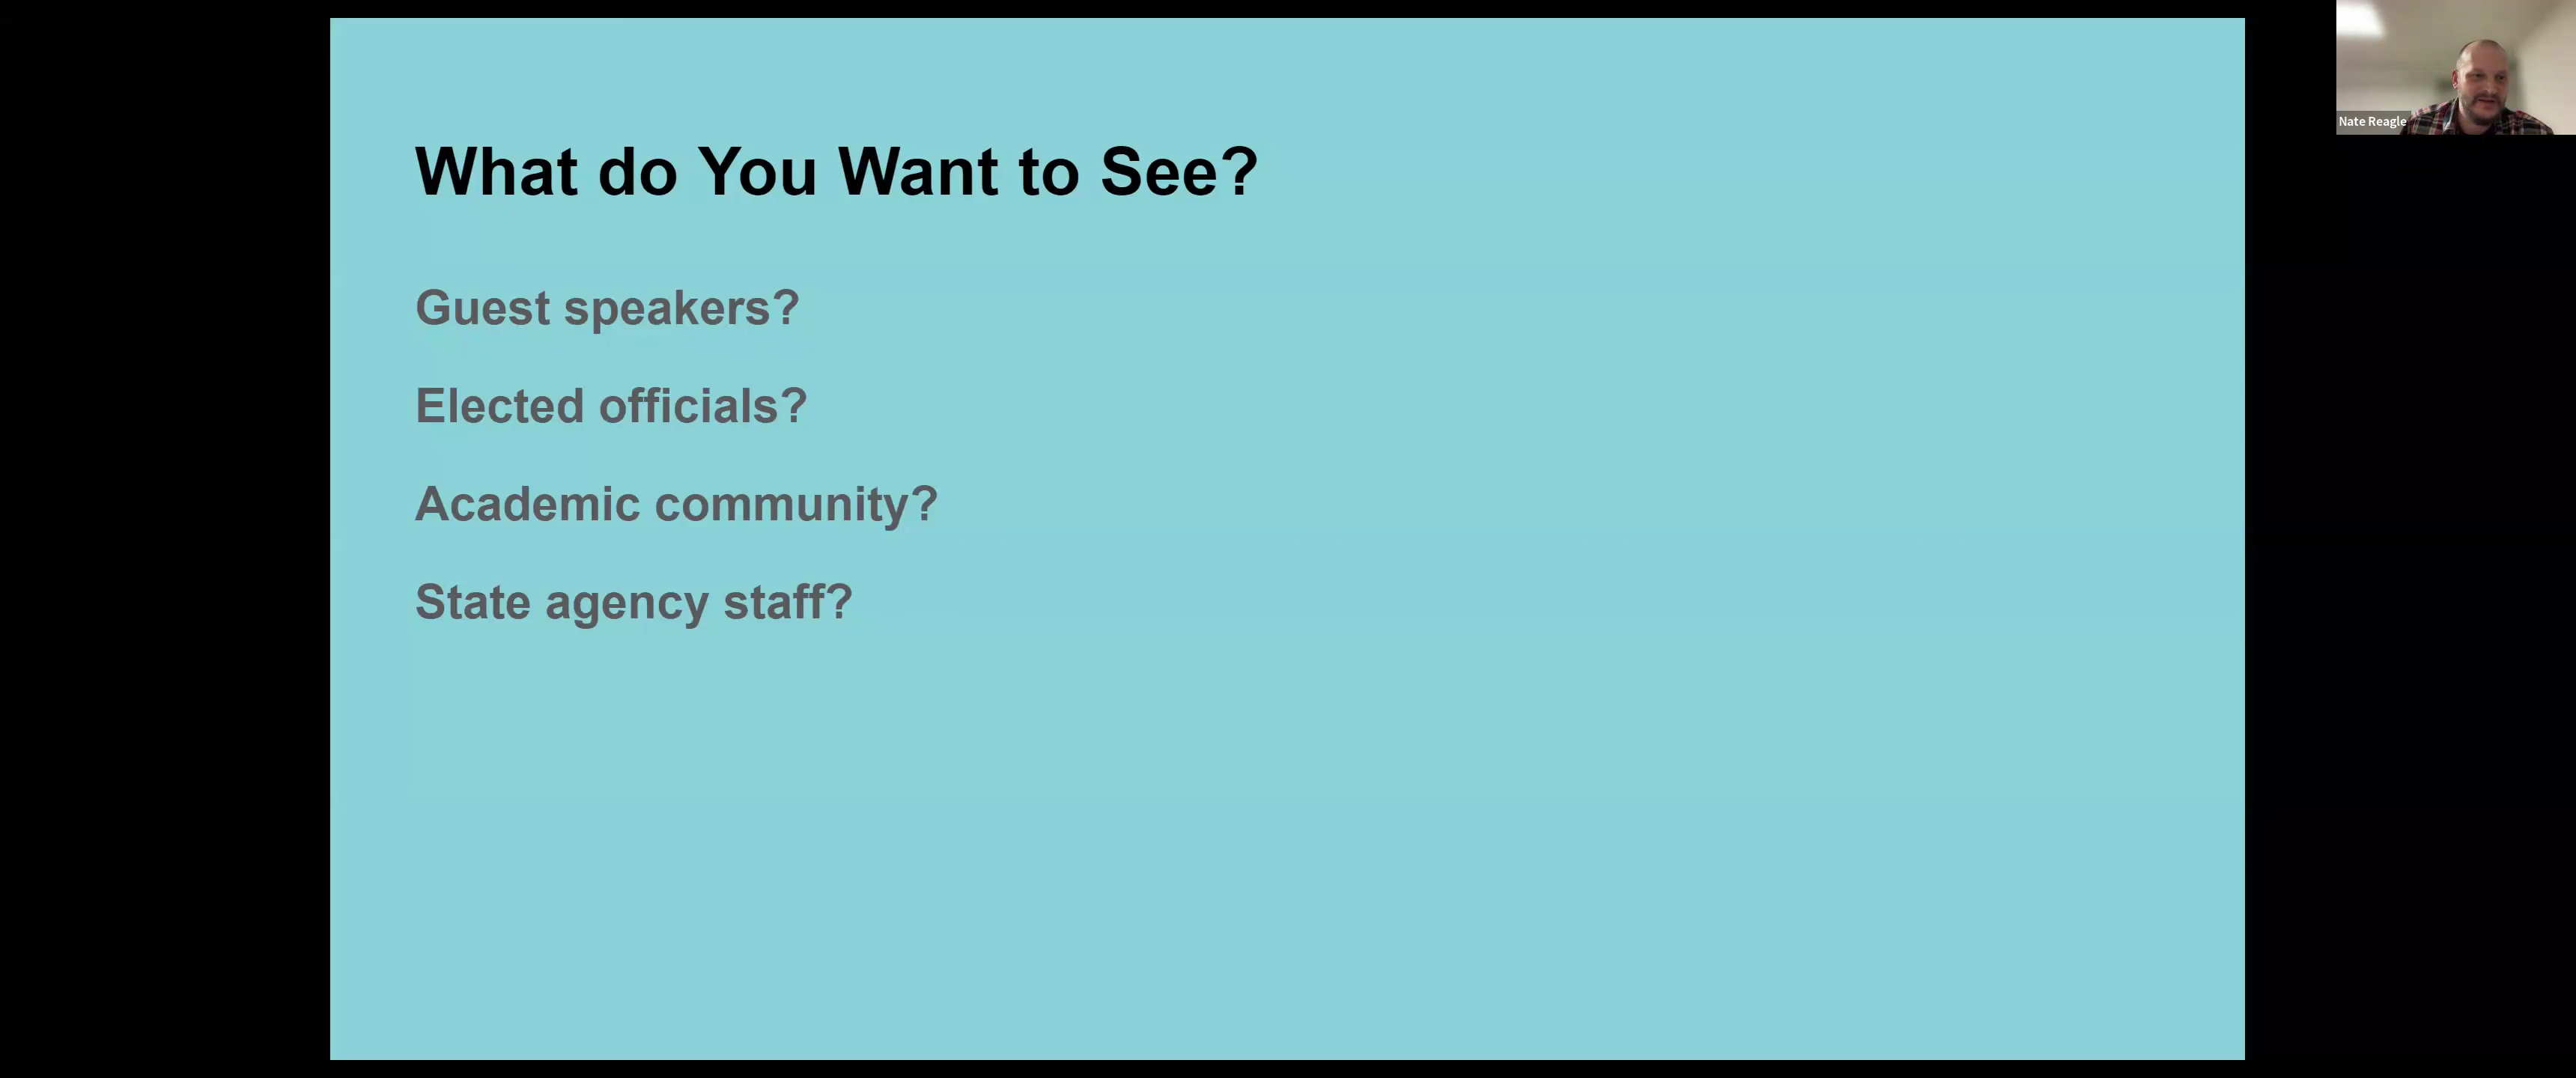 What do You Want to See?
Guest speakers?
Elected officials?
Academic community?
State agency staff?
Nate Reagle